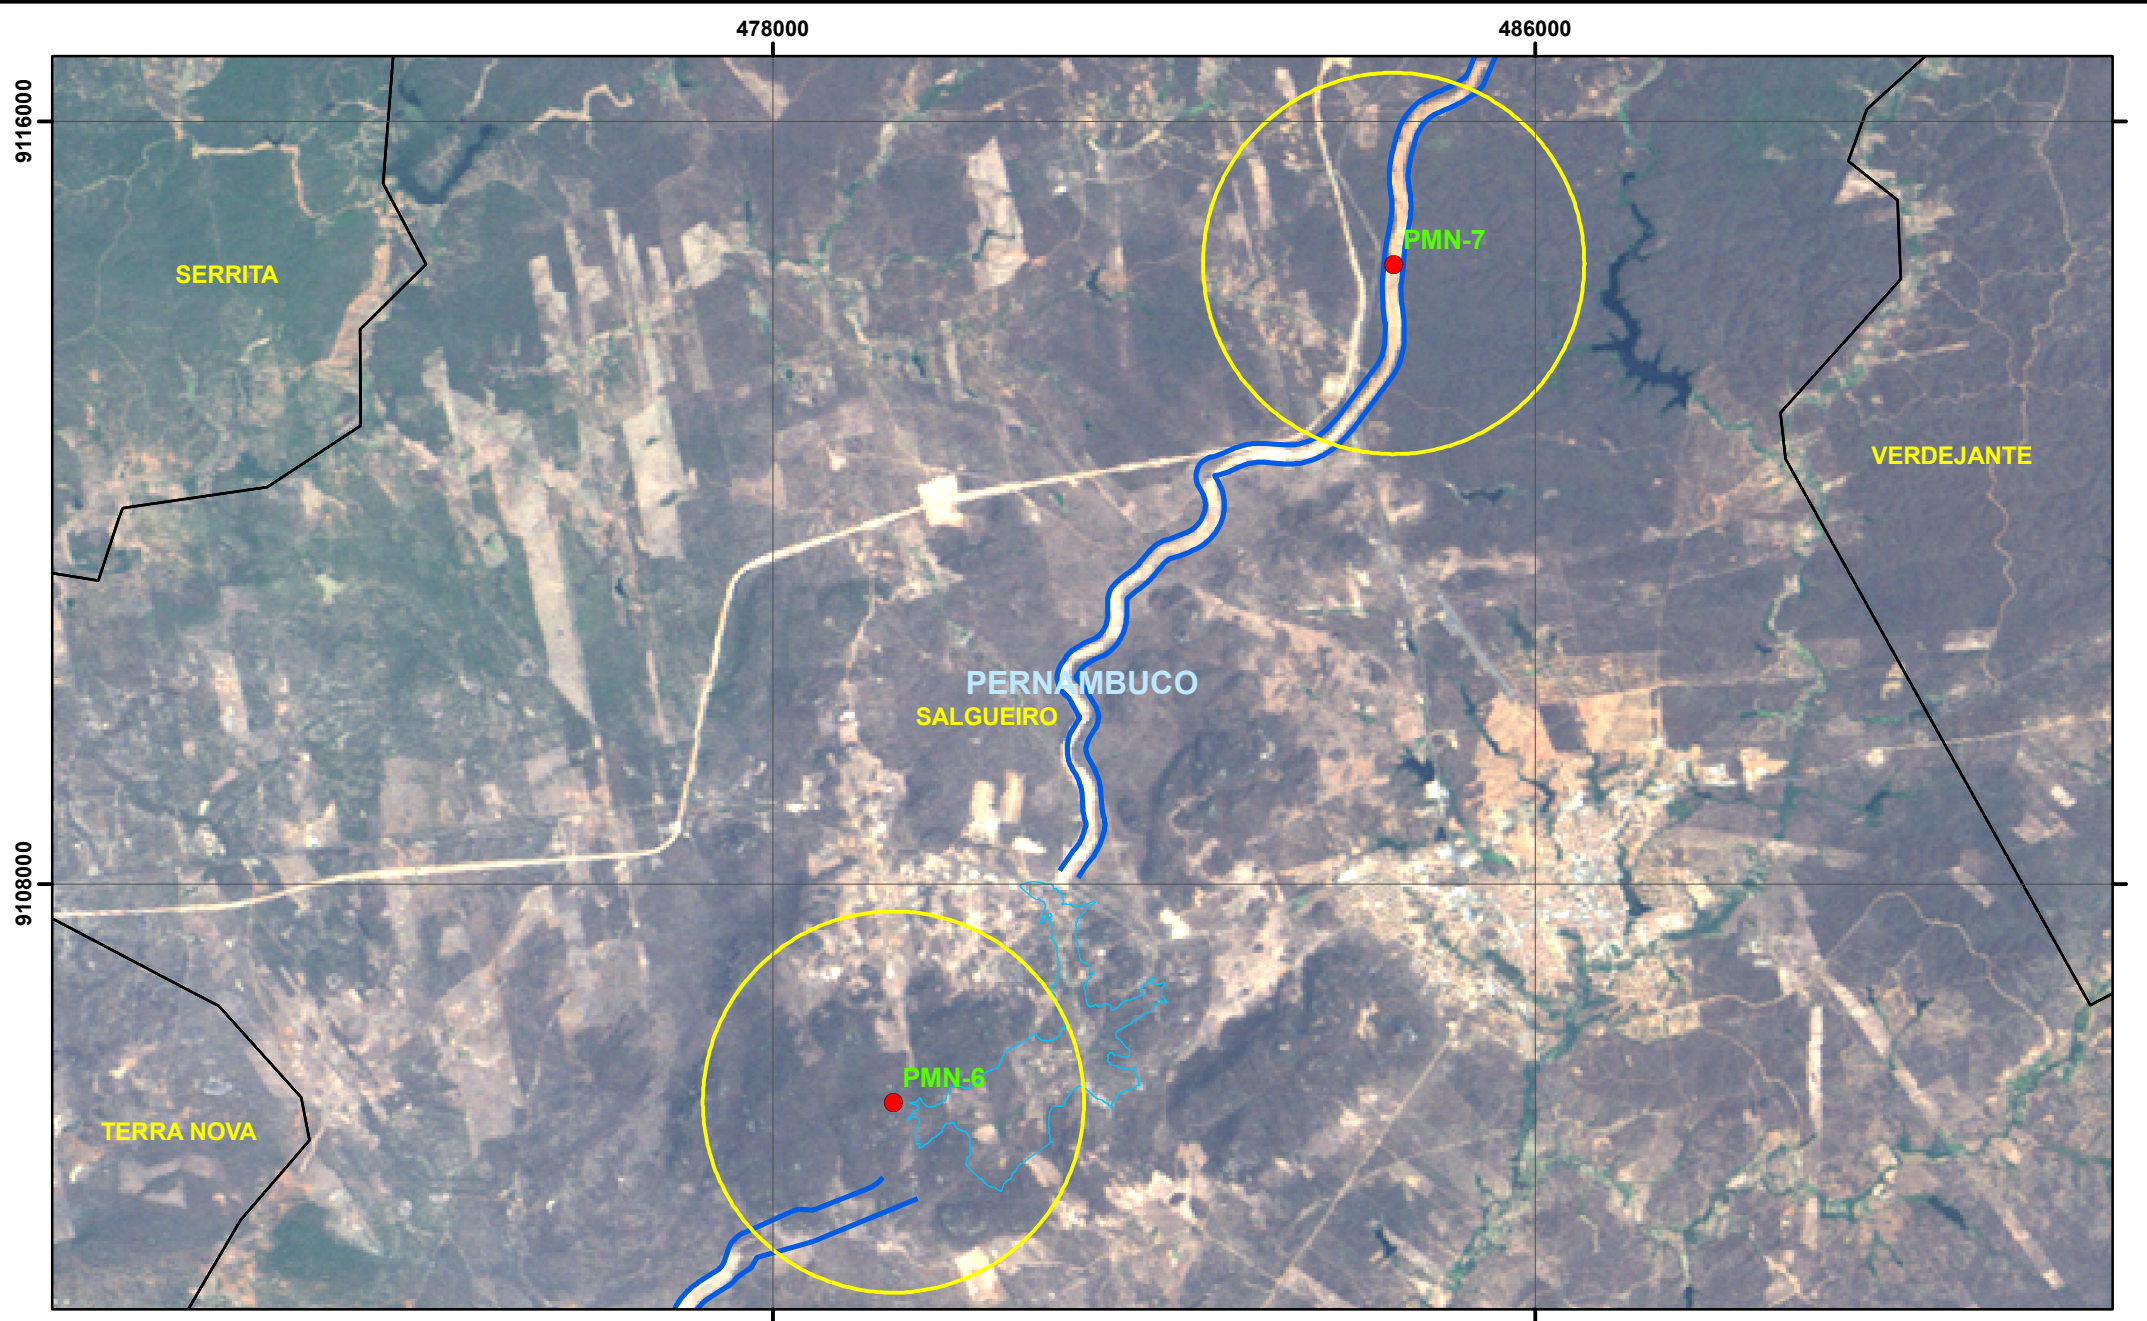 478000
486000
9116000
PMN-7
SERRITA
VERDEJANTE
PERNAMBUCO
SALGUEIRO
9108000
PMN-6
TERRA NOVA